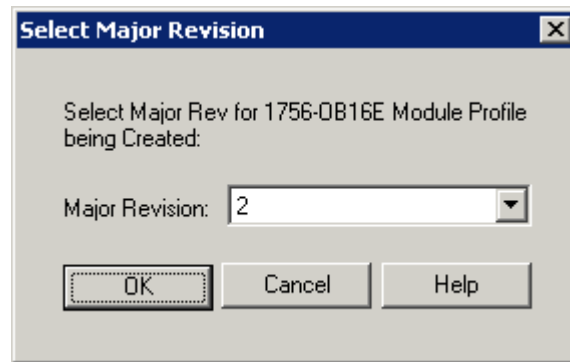 Select Major Revision
Select Major Rev for 1756-OB16E Module Profile
being Created:
Major Revision: 2
OK Cancel Help